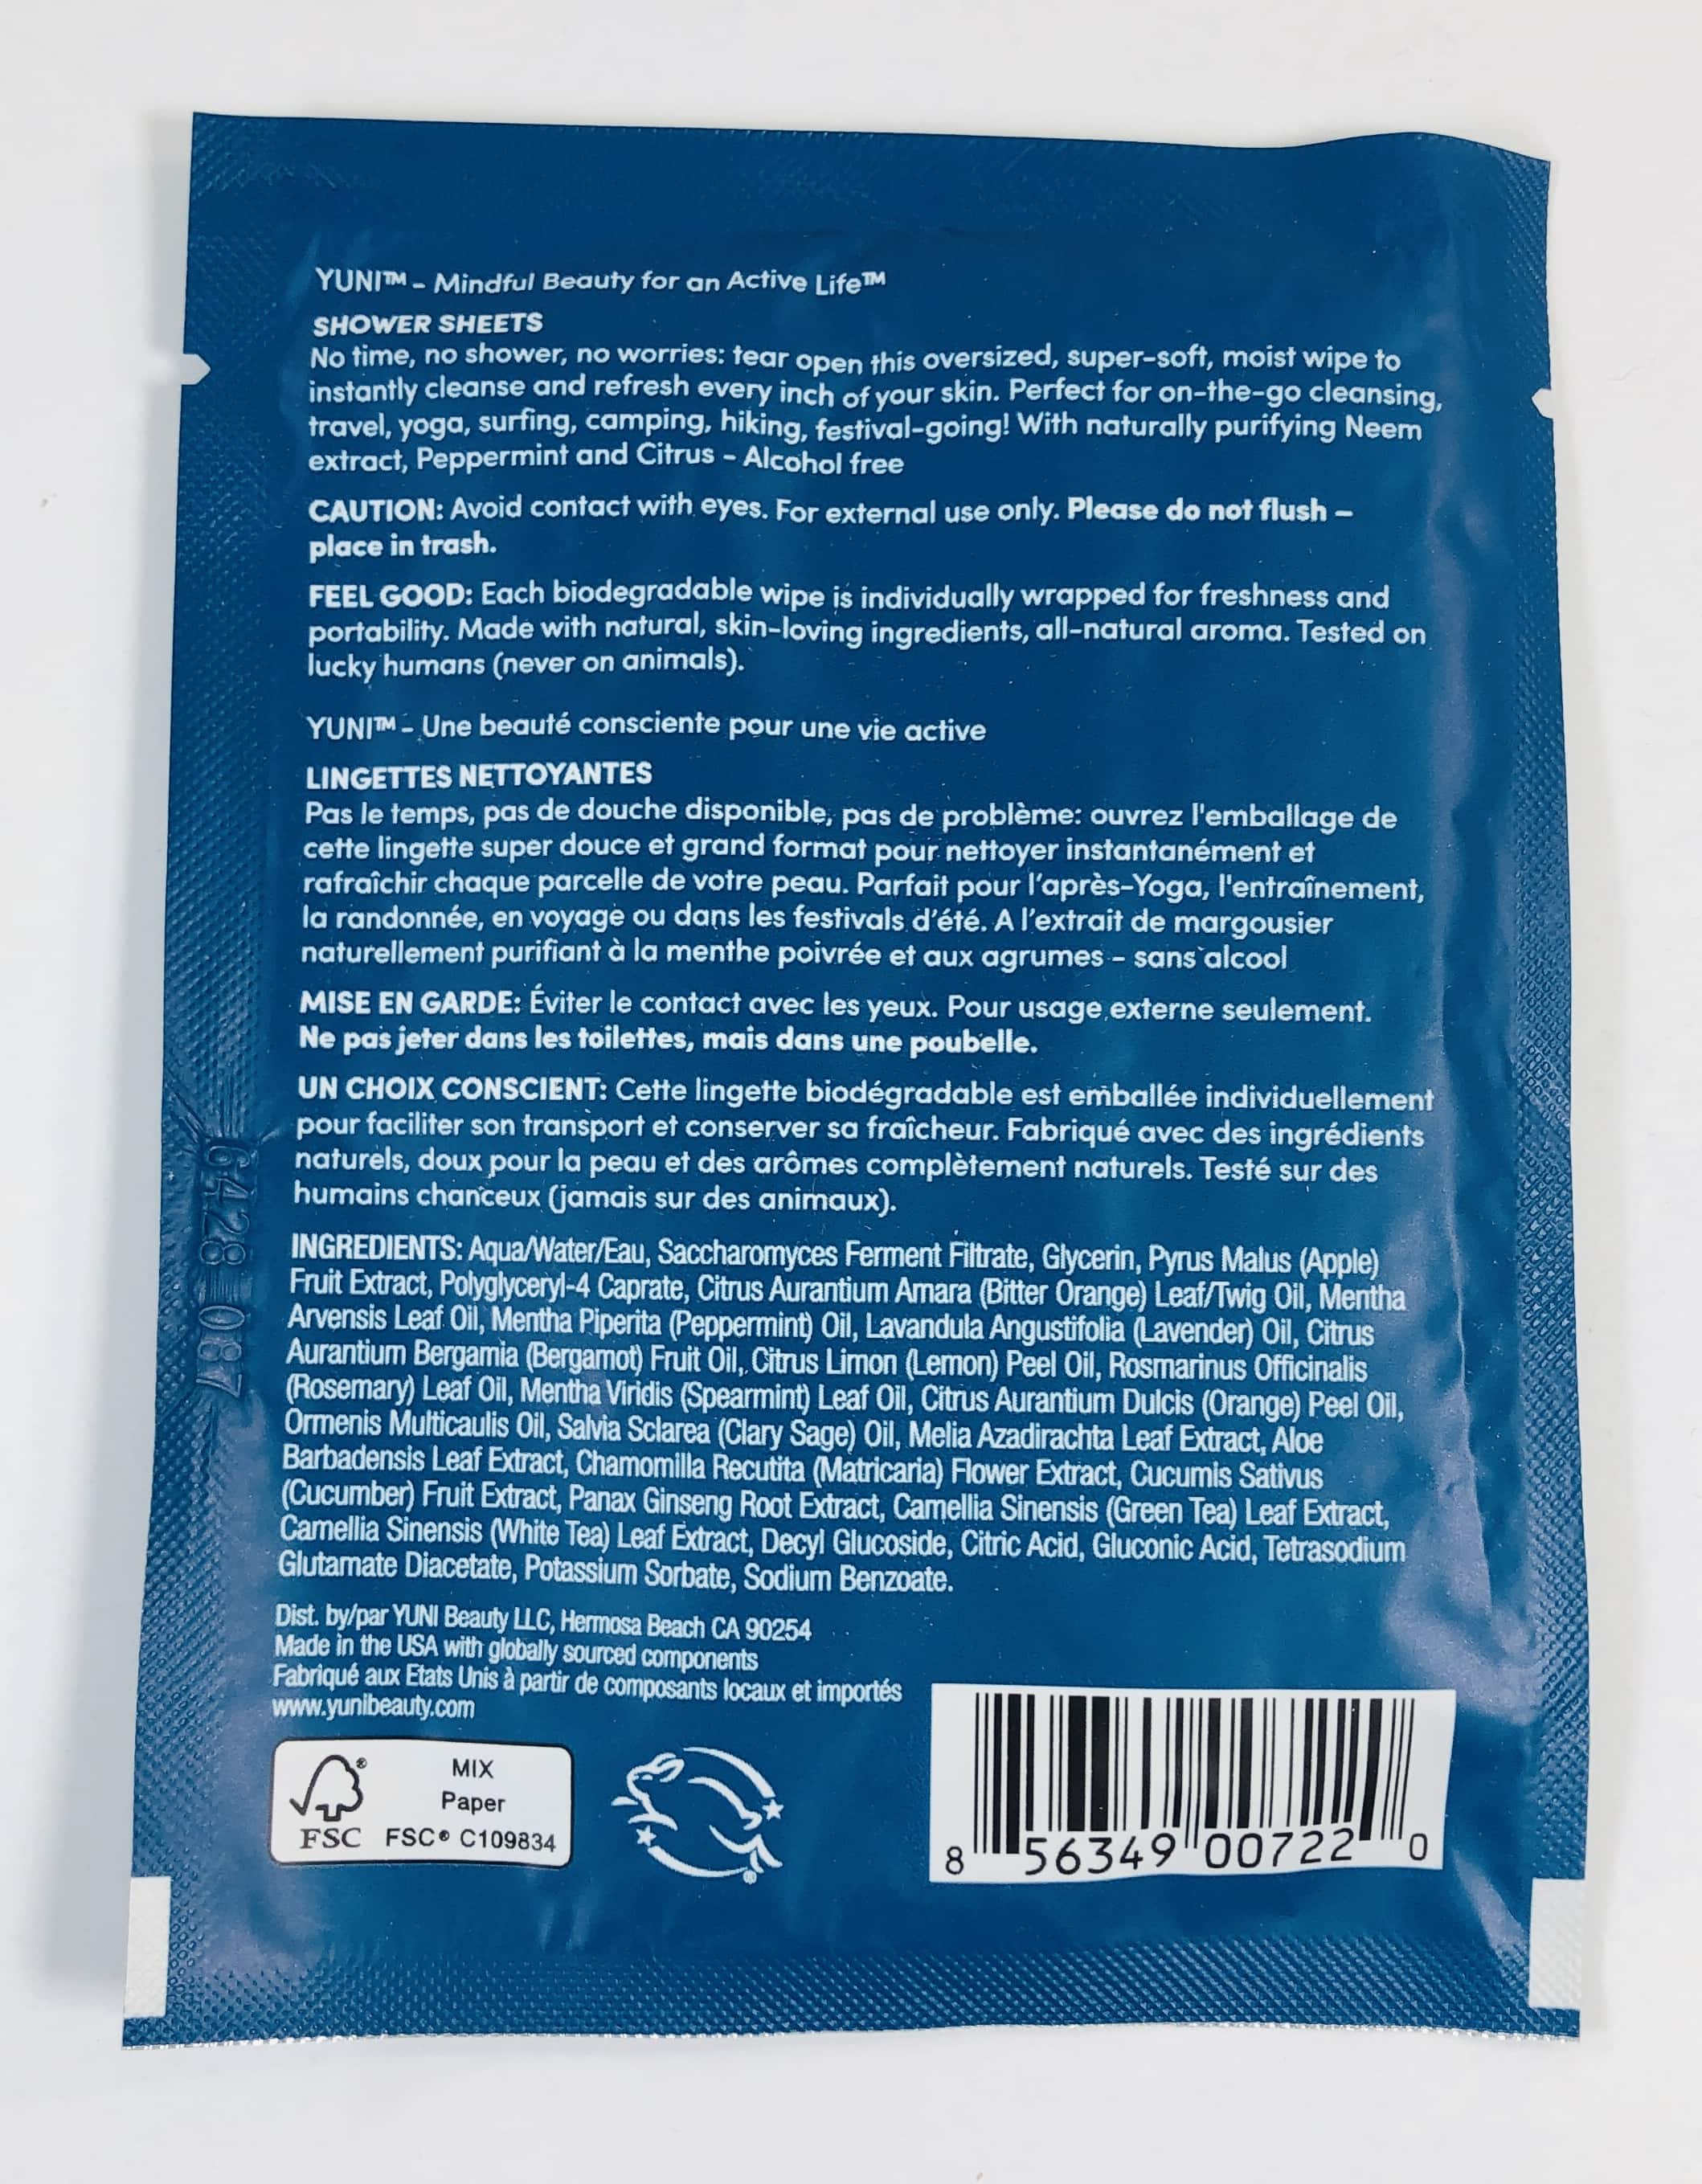 YUNI™ - Mindful Beauty for an Active Life™
SHOWER SHEETS
No time, no shower, no worries: tear open this oversized, super-soft, moist wipe to
instantly cleanse and refresh every inch of your skin. Perfect for on-the-go cleansing,
travel, yoga, surfing, camping, hiking, festival-going! With naturally purifying Neem
extract, Peppermint and Citrus - Alcohol free
CAUTION: Avoid contact with eyes. For external use only. Please do not flush –
place in trash.
FEEL GOOD: Each biodegradable wipe is individually wrapped for freshness and
portability. Made with natural, skin-loving ingredients, all-natural aroma. Tested on
lucky humans (never on animals).
YUNI™ - Une beauté consciente pour une vie active
LINGETTES NETTOYANTES
Pas le temps, pas de douche disponible, pas de problème: ouvrez l'emballage de
cette lingette super douce et grand format pour nettoyer instantanément et
rafraîchir chaque parcelle de votre peau. Parfait pour l'après-Yoga, l'entraînement,
la randonnée, en voyage ou dans les festivals d'été. A l'extrait de margousier
naturellement purifiant à la menthe poivrée et aux agrumes - sans alcool
MISE EN GARDE: Éviter le contact avec les yeux. Pour usage externe seulement.
Ne pas jeter dans les toilettes, mais dans une poubelle.
UN CHOIX CONSCIENT: Cette lingette biodégradable est emballée individuellement
pour faciliter son transport et conserver sa fraîcheur. Fabriqué avec des ingrédients
naturels, doux pour la peau et des arômes complètement naturels. Testé sur des
humains chanceux (jamais sur des animaux).
INGREDIENTS: Aqua/Water/Eau, Saccharomyces Ferment Filtrate, Glycerin, Pyrus Malus (Apple)
Fruit Extract, Polyglyceryl-4 Caprate, Citrus Aurantium Amara (Bitter Orange) Leaf/Twig Oil, Mentha
Arvensis Leaf Oil, Mentha Piperita (Peppermint) Oil, Lavandula Angustifolia (Lavender) Oil, Citrus
Aurantium Bergamia (Bergamot) Fruit Oil, Citrus Limon (Lemon) Peel Oil, Rosmarinus Officinalis
(Rosemary) Leaf Oil, Mentha Viridis (Spearmint) Leaf Oil, Citrus Aurantium Dulcis (Orange) Peel Oil,
Ormenis Multicaulis Oil, Salvia Sclarea (Clary Sage) Oil, Melia Azadirachta Leaf Extract, Aloe
Barbadensis Leaf Extract, Chamomilla Recutita (Matricaria) Flower Extract, Cucumis Sativus
(Cucumber) Fruit Extract, Panax Ginseng Root Extract, Camellia Sinensis (Green Tea) Leaf Extract,
Camellia Sinensis (White Tea) Leaf Extract, Decyl Glucoside, Citric Acid, Gluconic Acid, Tetrasodium
Glutamate Diacetate, Potassium Sorbate, Sodium Benzoate.
Dist. by/par YUNI Beauty LLC, Hermosa Beach CA 90254
Made in the USA with globally sourced components
Fabriqué aux Etats Unis à partir de composants locaux et importés
www.yunibeauty.com
MIX
Paper
FSC FSC® C109834
8 56349 00722 0
6428 087